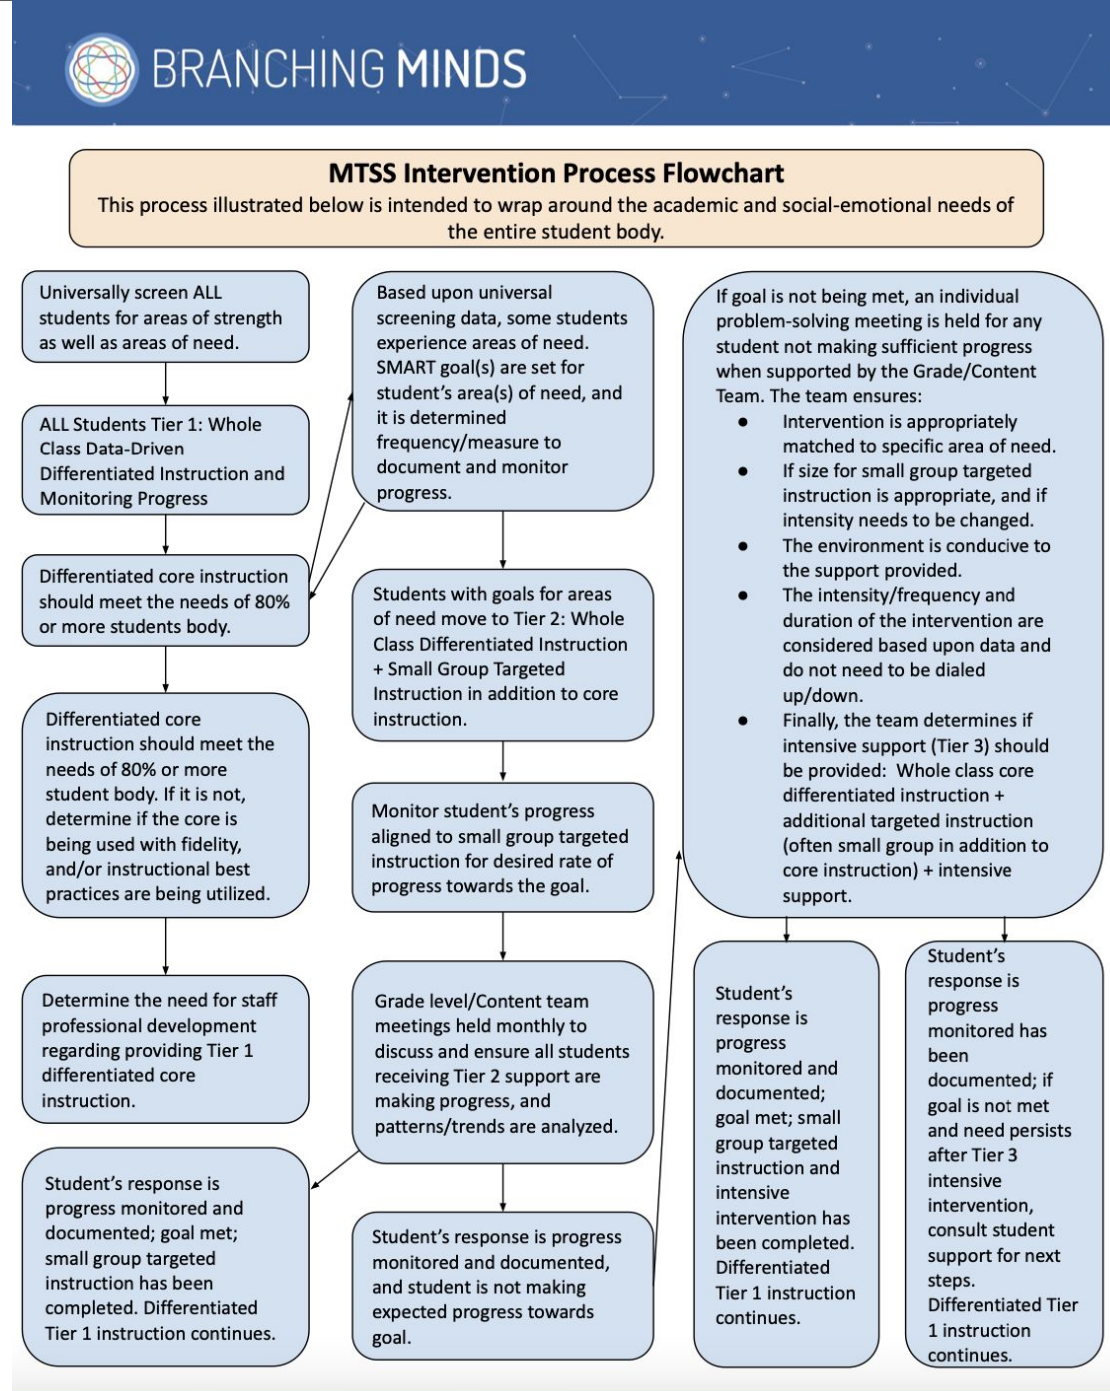 BRANCHING MINDS
MTSS Intervention Process Flowchart
This process illustrated below is intended to wrap around the academic and social-emotional needs of
the entire student body.
Universally screen ALL
students for areas of strength
as well as areas of need.
ALL Students Tier 1: Whole
Class Data-Driven
Differentiated Instruction and
Monitoring Progress
Differentiated core instruction
should meet the needs of 80%
or more students body.
Differentiated core
instruction should meet the
needs of 80% or more
student body. If it is not,
determine if the core is
being used with fidelity,
and/or instructional best
practices are being utilized.
Determine the need for staff
professional development
regarding providing Tier 1
differentiated core
instruction.
Student's response is
progress monitored and
documented; goal met;
small group targeted
instruction has been
completed. Differentiated
Tier 1 instruction continues.
Based upon universal
screening data, some students
experience areas of need.
SMART goal(s) are set for
student's area(s) of need, and
it is determined
frequency/measure to
document and monitor
progress.
Students with goals for areas
of need move to Tier 2: Whole
Class Differentiated Instruction
+ Small Group Targeted
Instruction in addition to core
instruction.
Monitor student's progress
aligned to small group targeted
instruction for desired rate of
progress towards the goal.
Grade level/Content team
meetings held monthly to
discuss and ensure all students
receiving Tier 2 support are
making progress, and
patterns/trends are analyzed.
Student's response is progress
monitored and documented,
and student is not making
expected progress towards
goal.
If goal is not being met, an individual
problem-solving meeting is held for any
student not making sufficient progress
when supported by the Grade/Content
Team. The team ensures:
● Intervention is appropriately
matched to specific area of need.
● If size for small group targeted
instruction is appropriate, and if
intensity needs to be changed.
● The environment is conducive to
the support provided.
● The intensity/frequency and
duration of the intervention are
considered based upon data and
do not need to be dialed
up/down.
● Finally, the team determines if
intensive support (Tier 3) should
be provided: Whole class core
differentiated instruction +
additional targeted instruction
(often small group in addition to
core instruction) + intensive
support.
Student's
response is
progress
monitored and
documented;
goal met; small
group targeted
instruction and
intensive
intervention has
been completed.
Differentiated
Tier 1 instruction
continues.
Student's
response is
progress
monitored has
been
documented; if
goal is not met
and need persists
after Tier 3
intensive
intervention,
consult student
support for next
steps.
Differentiated Tier
1 instruction
continues.